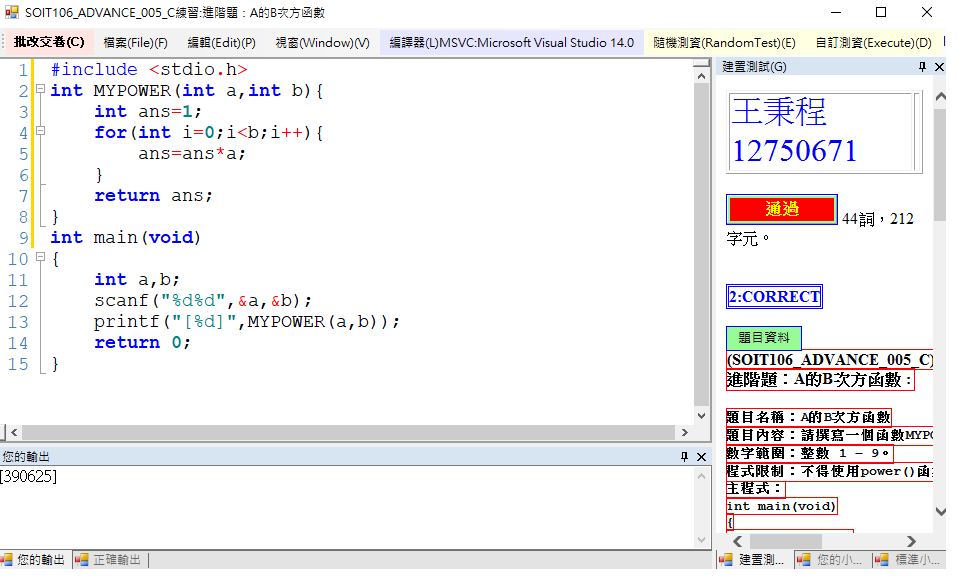 SOIT106_ADVANCE_005_C練習:進階題：A的B次方函數
批改交卷(C) 檔案(File)(F) 編輯(Edit)(P) 視窗(Window)(V) 編譯器(L)MSVC:Microsoft Visual Studio 14.0 隨機測資(RandomTest)(E) 自訂測資(Execute)(D)
1 #include <stdio.h>
2 int MYPOWER(int a,int b){
3 int ans=1;
4 for(int i=0;i<b;i++){
5 ans=ans*a;
6 }
7 return ans;
8 }
9 int main(void)
10 {
11 int a,b;
12 scanf("%d%d",&a,&b);
13 printf("[%d]",MYPOWER(a,b));
14 return 0;
15 }
您的輸出
[390625]
您的輸出 正確輸出
建置測試(G)
王秉程
12750671
通過 44詞，212
字元。
2:CORRECT
題目資料
(SOIT106_ADVANCE_005_C)
進階題：A的B次方函數：
題目名稱：A的B次方函數
題目內容：請撰寫一個函數MYPO
數字範圍：整數 1 - 9。
程式限制：不得使用power()函
主程式：
int main(void)
{
建置測... 您的小... 標準小...